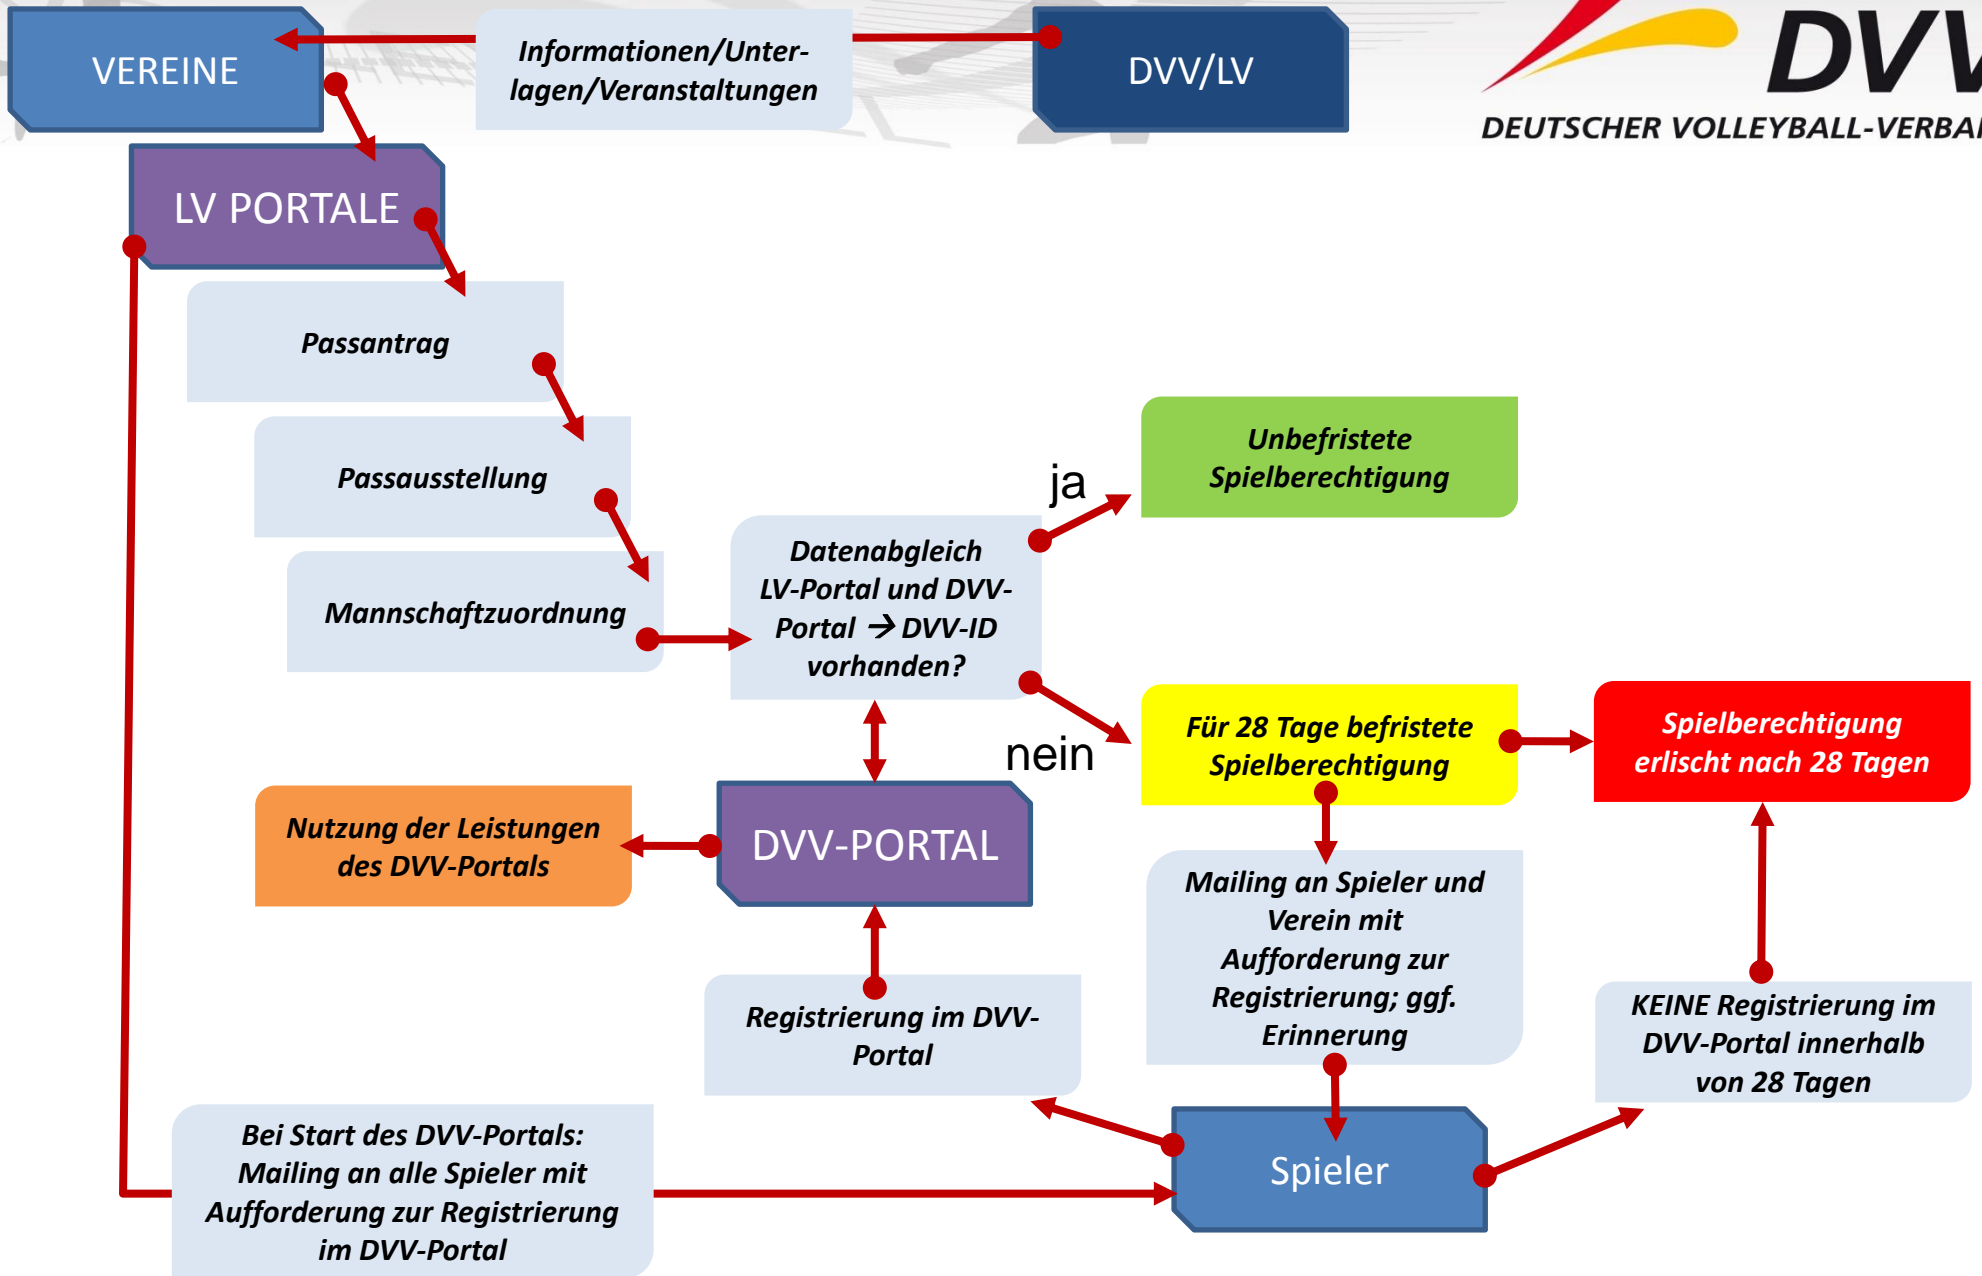 VEREINE
Informationen/Unter-
lagen/Veranstaltungen
DVV/LV
DVV
DEUTSCHER VOLLEYBALL-VERBA
LV PORTALE
Passantrag
Passausstellung
Mannschaftzuordnung
Datenabgleich
LV-Portal und DVV-
Portal → DVV-ID
vorhanden?
ja
Unbefristete
Spielberechtigung
nein
Für 28 Tage befristete
Spielberechtigung
Spielberechtigung
erlischt nach 28 Tagen
Nutzung der Leistungen
des DVV-Portals
DVV-PORTAL
Mailing an Spieler und
Verein mit
Aufforderung zur
Registrierung; ggf.
Erinnerung
Registrierung im DVV-
Portal
KEINE Registrierung im
DVV-Portal innerhalb
von 28 Tagen
Bei Start des DVV-Portals:
Mailing an alle Spieler mit
Aufforderung zur Registrierung
im DVV-Portal
Spieler